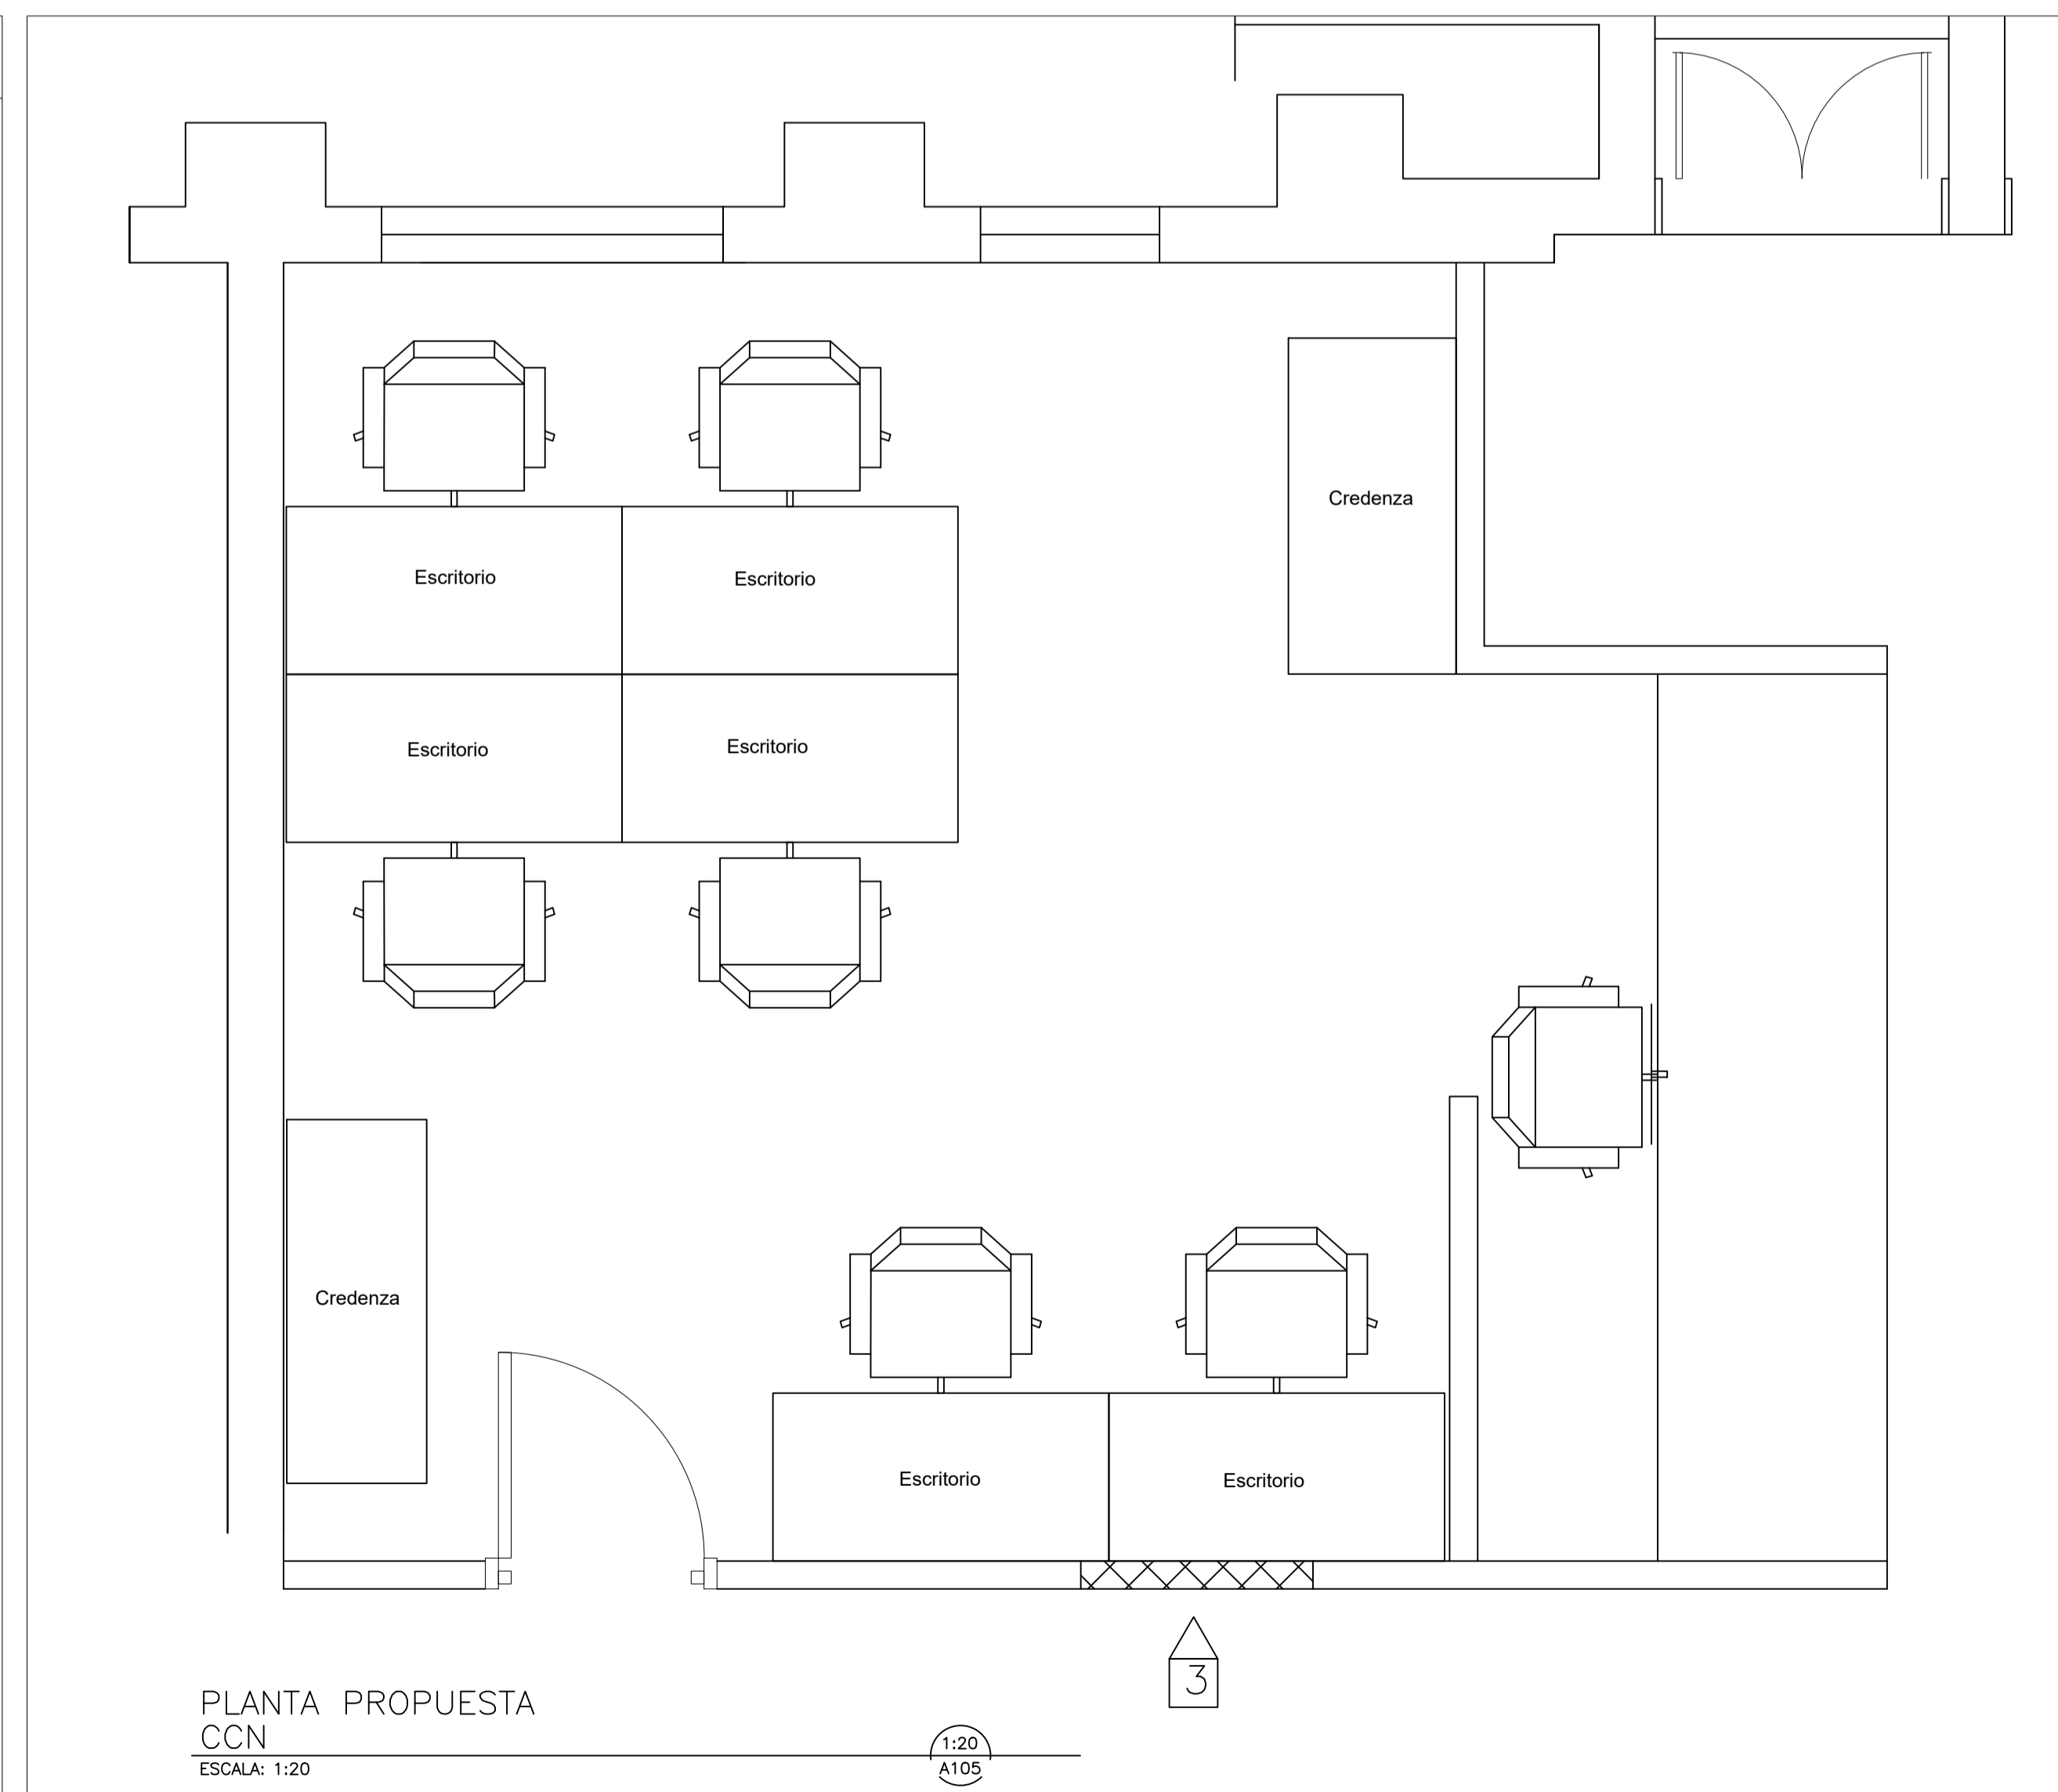 Credenza
Escritorio
Escritorio
Escritorio
Escritorio
Credenza
Escritorio
Escritorio
3
PLANTA PROPUESTA
CCN
ESCALA: 1:20
1:20
A105